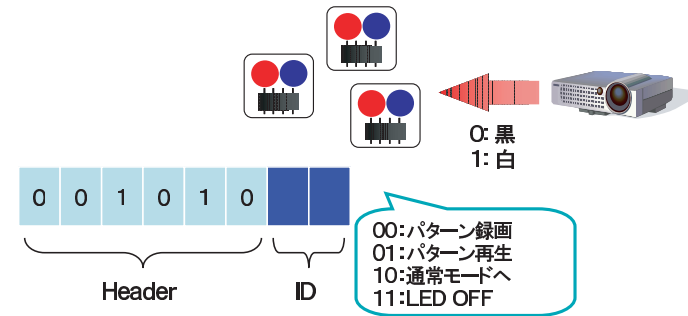 0: 黒
1: 白
0 0 1 0 1 0
00:パターン録画
01:パターン再生
10:通常モードへ
11:LED OFF
Header
ID